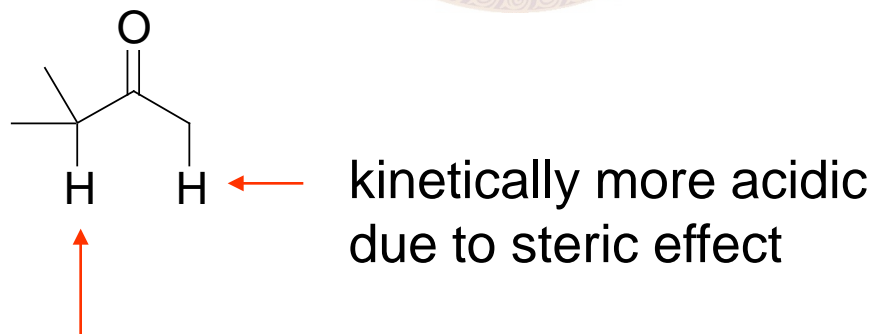 O
H H kinetically more acidic
due to steric effect